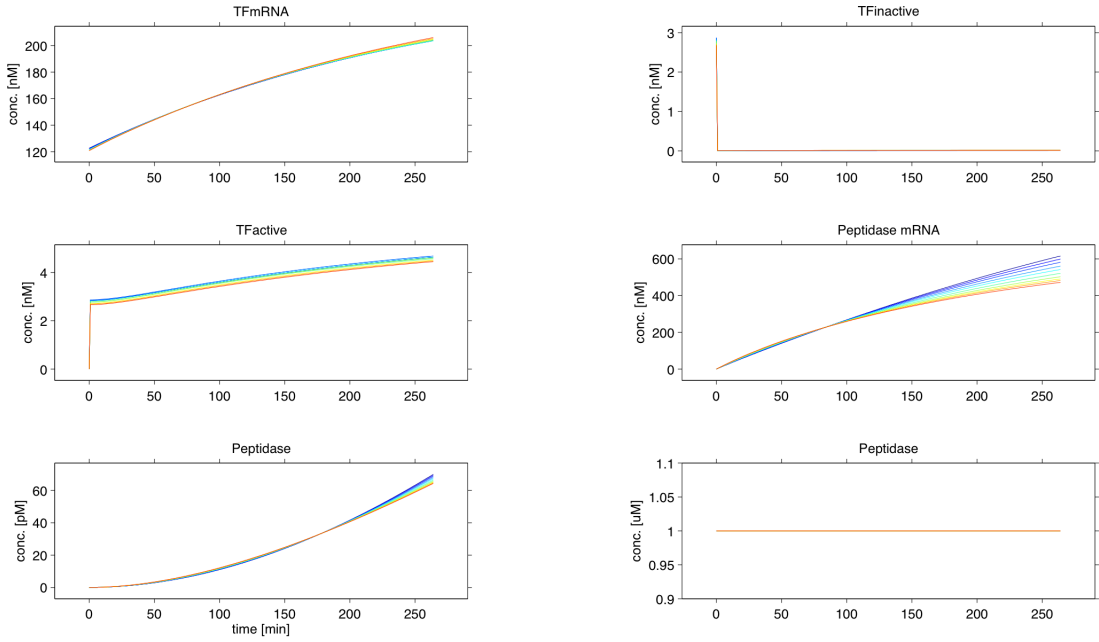 TFmRNA
conc. [nM]
200
180
160
140
120
0 50 100 150 200 250
TFinactive
conc. [nM]
3
2
1
0
0 50 100 150 200 250
TFactive
conc. [nM]
4
2
0
0 50 100 150 200 250
Peptidase mRNA
conc. [nM]
600
400
200
0
0 50 100 150 200 250
Peptidase
conc. [pM]
60
40
20
0
0 50 100 150 200 250
time [min]
Peptidase
conc. [uM]
1.1
1.05
1
0.95
0.9
0 50 100 150 200 250